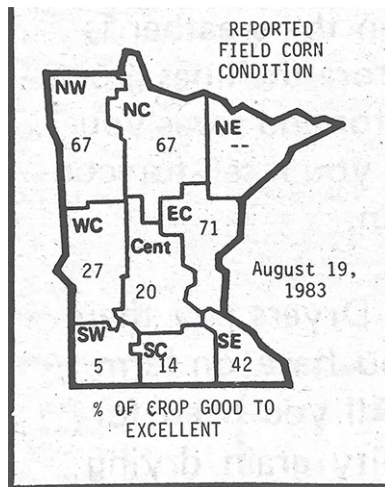 REPORTED
FIELD CORN
CONDITION
NW
NC
NE
67
67
--
WC
EC
71
Cent
27
20
August 19,
1983
SW
SC
SE
5
14
42
% OF CROP GOOD TO
EXCELLENT